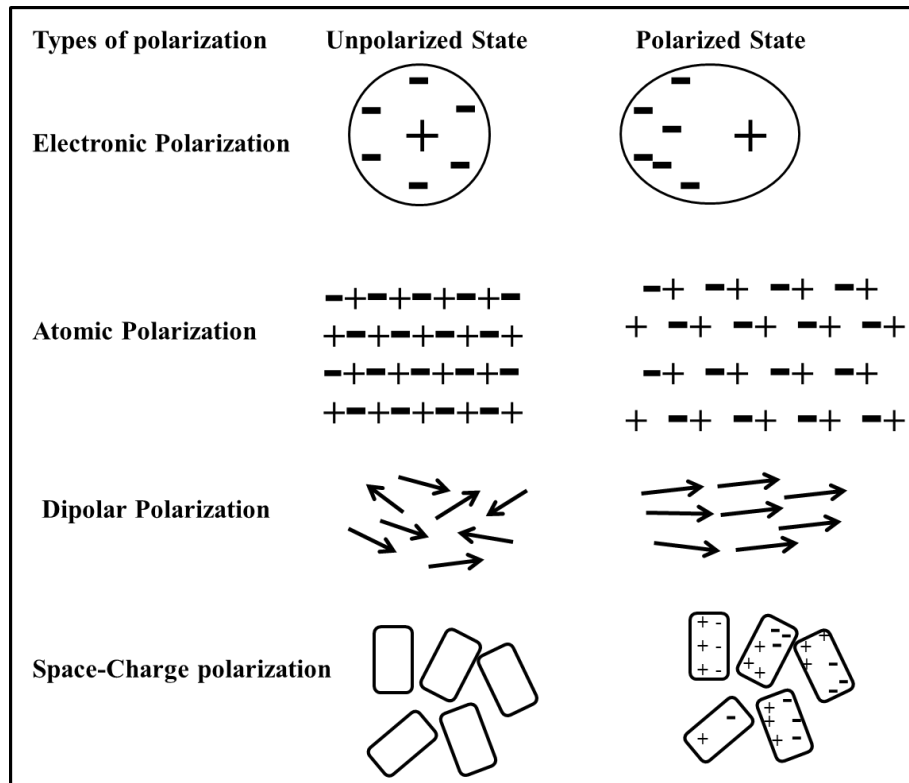 Types of polarization Unpolarized State Polarized State
Electronic Polarization
Atomic Polarization
Dipolar Polarization
Space-Charge polarization